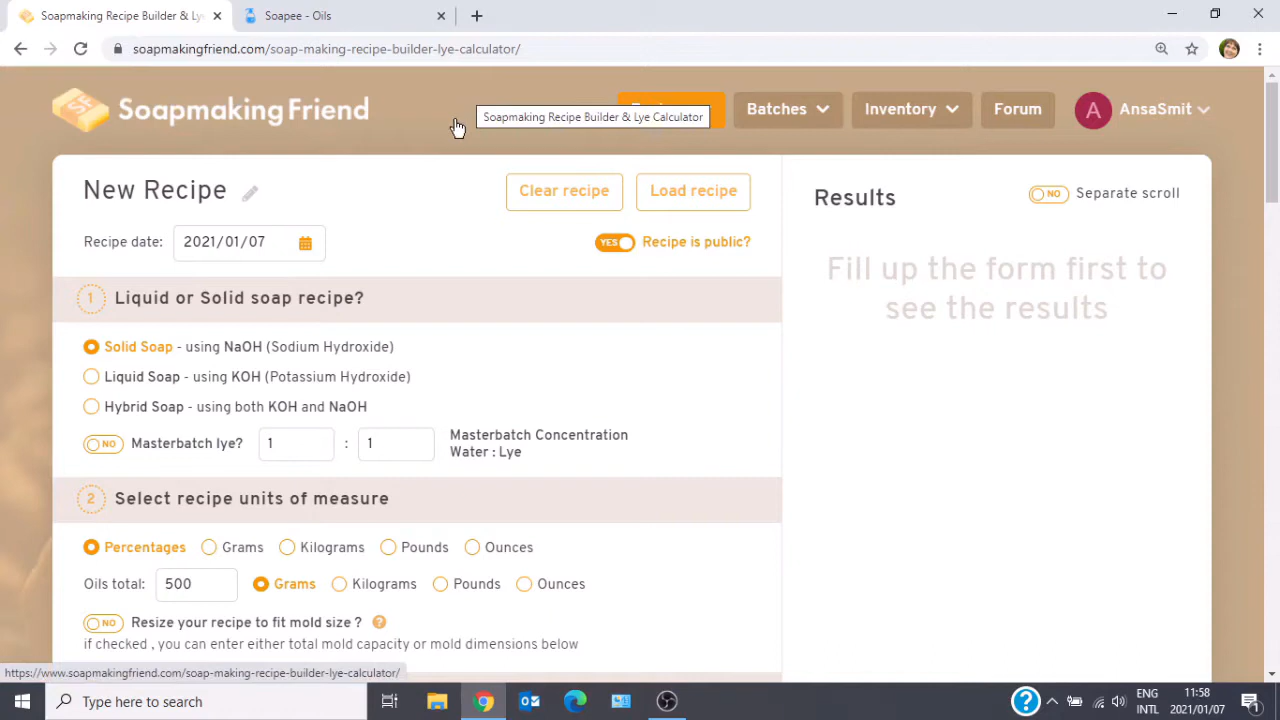 Soapmaking Recipe Builder & Ly
Soapee - Oils
soapmakingfriend.com/soap-making-recipe-builder-lye-calculator/
SF
Soapmaking Friend
Soapmaking Recipe Builder & Lye Calculator
Batches
Inventory
Forum
A
AnsaSmit
New Recipe
Clear recipe
Load recipe
Recipe date:
2021/01/07
YES
Recipe is public?
1
Liquid or Solid soap recipe?
Solid Soap - using NaOH (Sodium Hydroxide)
Liquid Soap - using KOH (Potassium Hydroxide)
Hybrid Soap - using both KOH and NaOH
NO
Masterbatch lye?
1
:
1
Masterbatch Concentration
Water : Lye
2
Select recipe units of measure
Percentages
Grams
Kilograms
Pounds
Ounces
Oils total:
500
Grams
Kilograms
Pounds
Ounces
NO
Resize your recipe to fit mold size ?
?
if checked , you can enter either total mold capacity or mold dimensions below
Results
NO
Separate scroll
Fill up the form first to
see the results
https://www.soapmakingfriend.com/soap-making-recipe-builder-lye-calculator/
Type here to search
?
ENG
INTL
11:58
2021/01/07
1